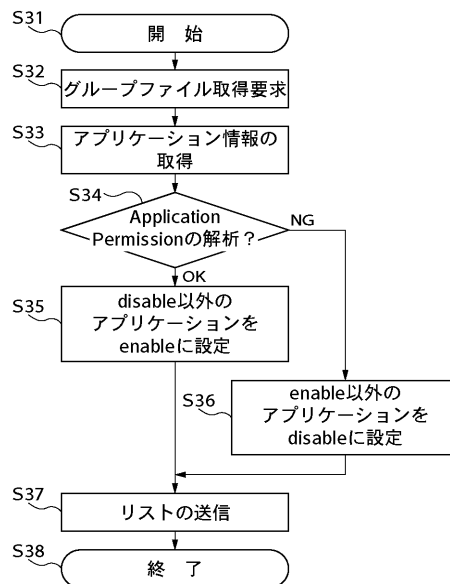 S31
開 始
S32
グループファイル取得要求
S33
アプリケーション情報の
取得
S34
Application
Permissionの解析？
NG
OK
S35
disable以外の
アプリケーションを
enableに設定
S36
enable以外の
アプリケーションを
disableに設定
S37
リストの送信
S38
終 了